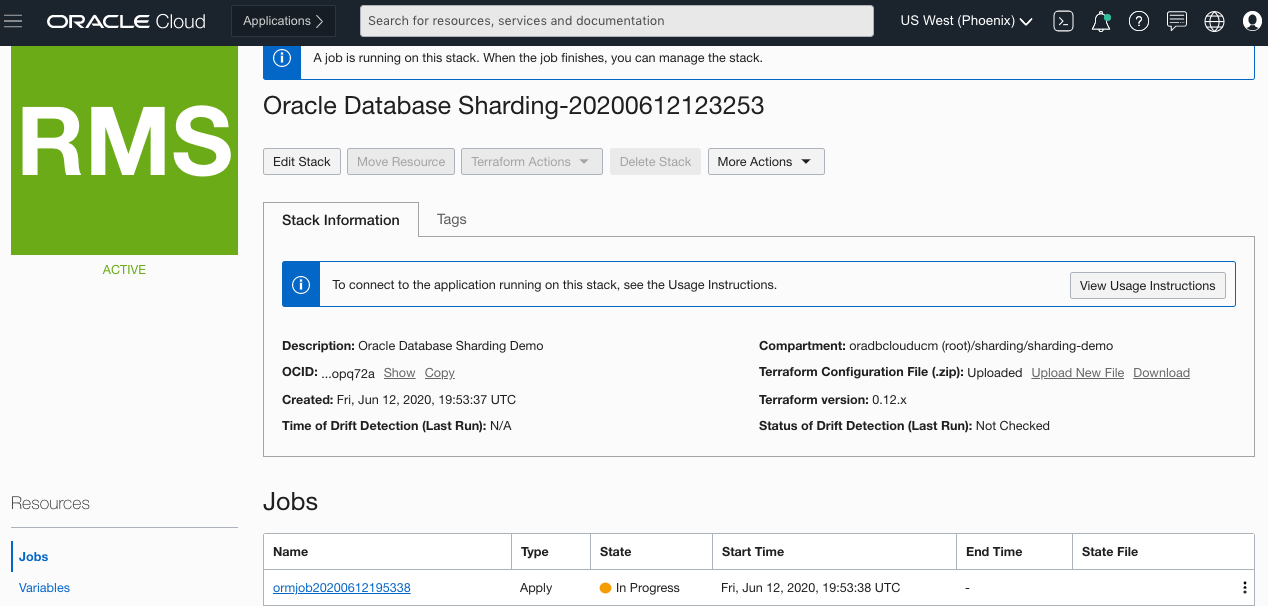 ORACLE Cloud Applications Search for resources, services and documentation US West (Phoenix)
A job is running on this stack. When the job finishes, you can manage the stack.
RMS
ACTIVE
Oracle Database Sharding-20200612123253
Edit Stack Move Resource Terraform Actions Delete Stack More Actions
Stack Information Tags
To connect to the application running on this stack, see the Usage Instructions. View Usage Instructions
Description: Oracle Database Sharding Demo
OCID: ...opq72a Show Copy
Created: Fri, Jun 12, 2020, 19:53:37 UTC
Time of Drift Detection (Last Run): N/A
Compartment: oradbclouducm (root)/sharding/sharding-demo
Terraform Configuration File (.zip): Uploaded Upload New File Download
Terraform version: 0.12.x
Status of Drift Detection (Last Run): Not Checked
Resources
Jobs
Variables
Jobs
Name Type State Start Time End Time State File
ormjob20200612195338 Apply In Progress Fri, Jun 12, 2020, 19:53:38 UTC -